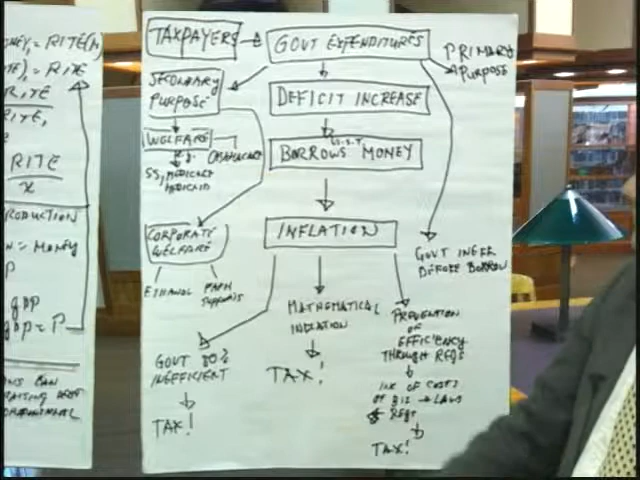 RITE
RITE
x
RODUCTION
= MONEY
GDP
GDP = P
TAXPAYERS
GOVT EXPENDITURES
PRIMARY
PURPOSE
SECONDARY
PURPOSE
DEFICIT INCREASE
WELFARE
e.g.
OBAMACARE
SS, MEDICARE
MEDICAID
BORROWS MONEY
CORPORATE
WELFARE
INFLATION
GOVT INEFF.
BEFORE BORROW
ETHANOL
FARM
SUPPORTS
MATHEMATICAL
INFLATION
PREVENTION
OF
EFFICIENCY
THROUGH REGS
GOVT 80%
INEFFICIENT
TAX!
INC OF COSTS
OF BIZ → LAWS
& REGS
TAX!
TAX!